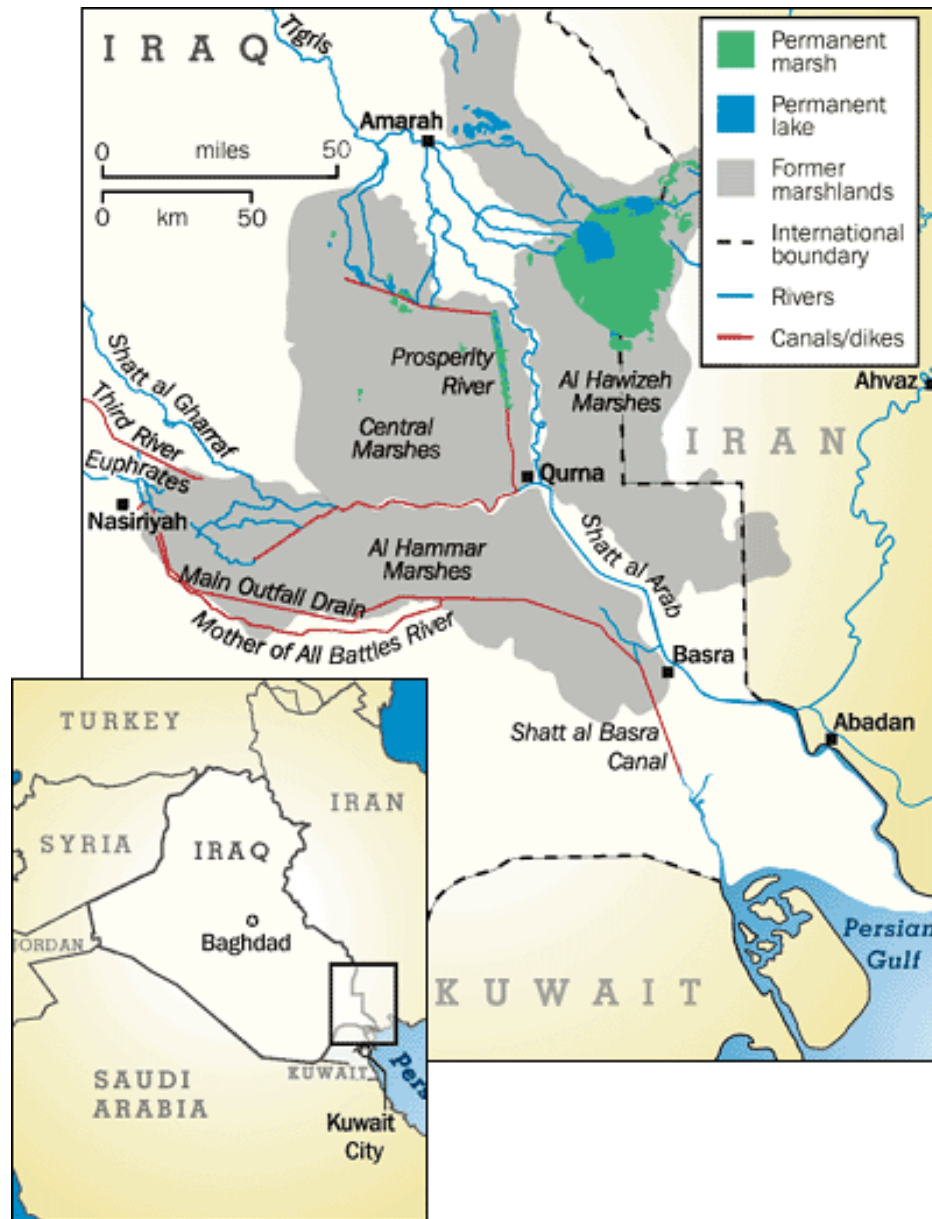 IRAQ
Tigris
Amarah
0 miles 50
0 km 50
Permanent
marsh
Permanent
lake
Former
marshlands
International
boundary
Rivers
Canals/dikes
Prosperity
River
Al Hawizeh
Marshes
Ahvaz
Shatt al Gharraf
Third River
Euphrates
Central
Marshes
IRAN
Nasiriyah
Qurna
Al Hammar
Marshes
Shatt al Arab
Main Outfall Drain
Mother of All Battles River
Basra
Shatt al Basra
Canal
Abadan
Persian
Gulf
KUWAIT
TURKEY
IRAN
SYRIA
IRAQ
Baghdad
JORDAN
SAUDI
ARABIA
KUWAIT
Pers
Kuwait
City